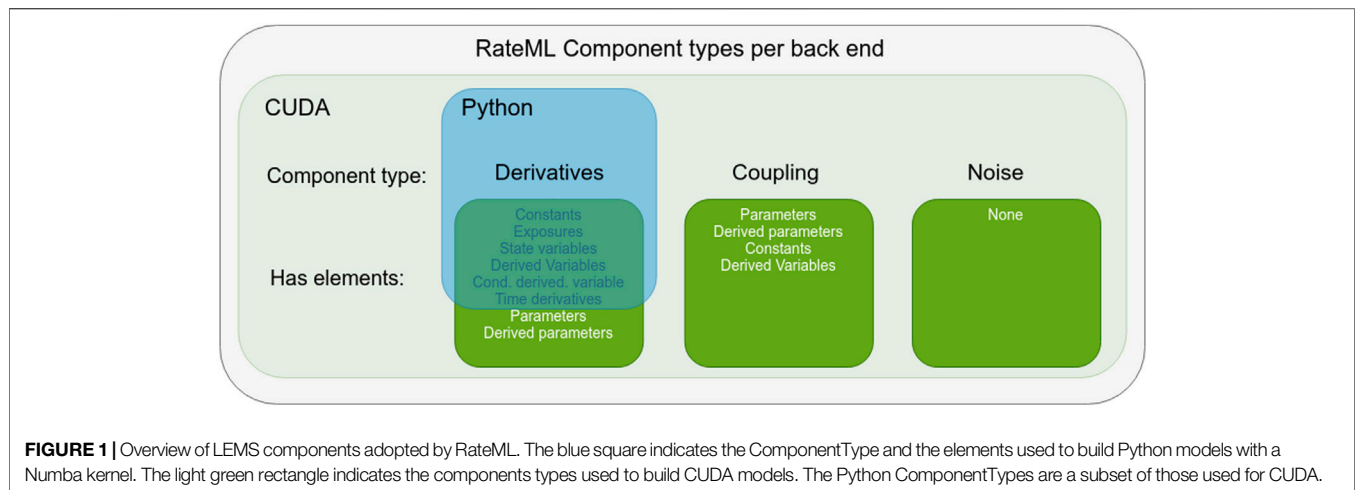 RateML Component types per back end
CUDA
Python
Component type:
Derivatives
Coupling
Noise
Has elements:
Constants
Exposures
State variables
Derived Variables
Cond. derived. variable
Time derivatives
Parameters
Derived parameters
Parameters
Derived parameters
Constants
Derived Variables
None
FIGURE 1 | Overview of LEMS components adopted by RateML. The blue square indicates the ComponentType and the elements used to build Python models with a
Numba kernel. The light green rectangle indicates the components types used to build CUDA models. The Python ComponentTypes are a subset of those used for CUDA.